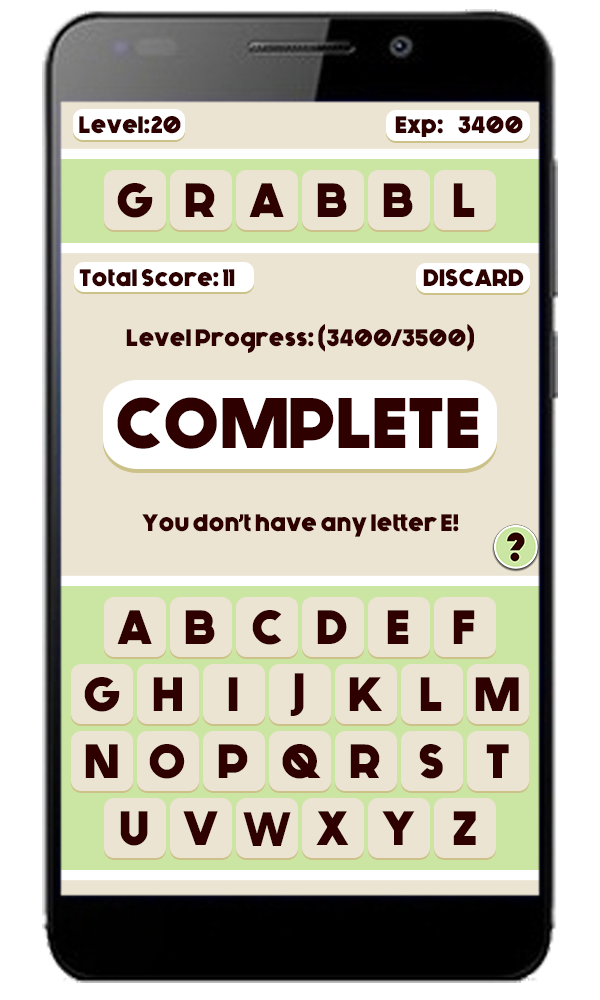 Level:20 Exp: 3400
G R A B B L
Total Score: 11 DISCARD
Level Progress: (3400/3500)
COMPLETE
You don't have any letter E!
?
A B C D E F
G H I J K L M
N O P Q R S T
U V W X Y Z